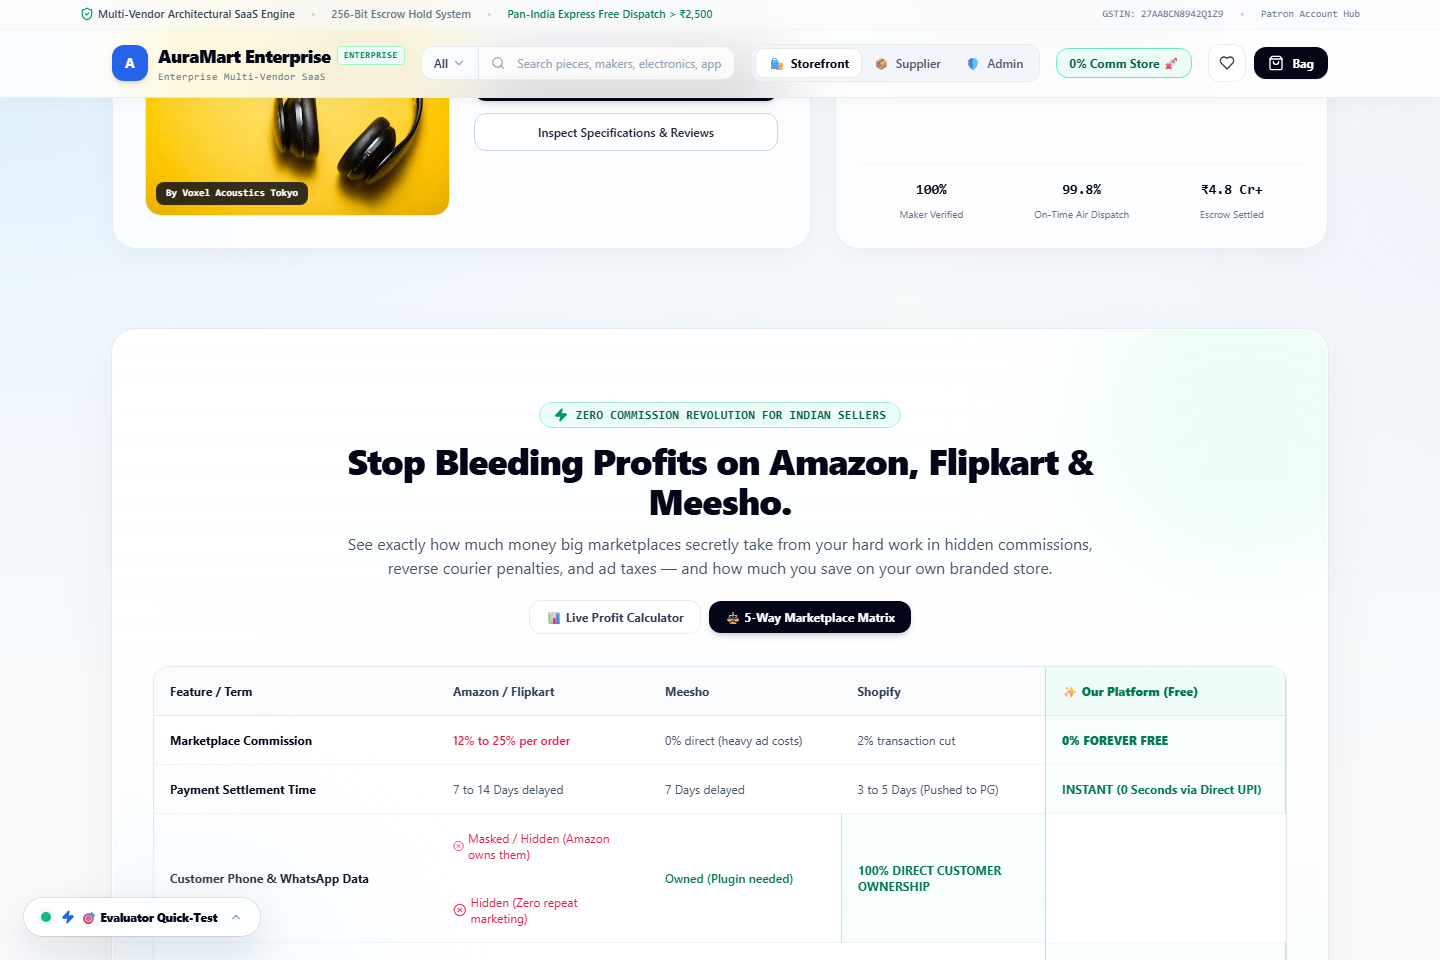 Multi-Vendor Architectural SaaS Engine • 256-Bit Escrow Hold System • Pan-India Express Free Dispatch > ₹2,500
GSTIN: 27AABCN8942Q1Z9 • Patron Account Hub
A
AuraMart Enterprise
ENTERPRISE
Enterprise Multi-Vendor SaaS
All
Search pieces, makers, electronics, app
Storefront
Supplier
Admin
0% Comm Store 🚀
Bag
By Voxel Acoustics Tokyo
Inspect Specifications & Reviews
100%
Maker Verified
99.8%
On-Time Air Dispatch
₹4.8 Cr+
Escrow Settled
ZERO COMMISSION REVOLUTION FOR INDIAN SELLERS
Stop Bleeding Profits on Amazon, Flipkart &
Meesho.
See exactly how much money big marketplaces secretly take from your hard work in hidden commissions,
reverse courier penalties, and ad taxes — and how much you save on your own branded store.
📊 Live Profit Calculator
⚖️ 5-Way Marketplace Matrix
Feature / Term
Amazon / Flipkart
Meesho
Shopify
✨ Our Platform (Free)
Marketplace Commission
12% to 25% per order
0% direct (heavy ad costs)
2% transaction cut
0% FOREVER FREE
Payment Settlement Time
7 to 14 Days delayed
7 Days delayed
3 to 5 Days (Pushed to PG)
INSTANT (0 Seconds via Direct UPI)
Customer Phone & WhatsApp Data
Masked / Hidden (Amazon
owns them)
Hidden (Zero repeat
marketing)
Owned (Plugin needed)
100% DIRECT CUSTOMER
OWNERSHIP
🎯 Evaluator Quick-Test